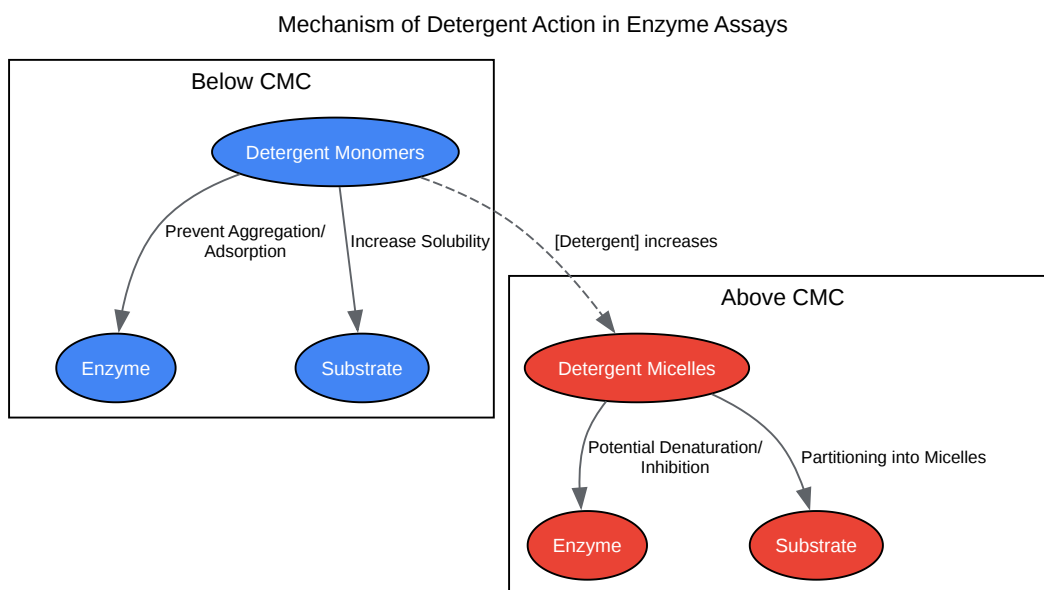 Mechanism of Detergent Action in Enzyme Assays
Below CMC
Detergent Monomers
Prevent Aggregation/
Adsorption
Increase Solubility
[Detergent] increases
Enzyme
Substrate
Above CMC
Detergent Micelles
Potential Denaturation/
Inhibition
Partitioning into Micelles
Enzyme
Substrate